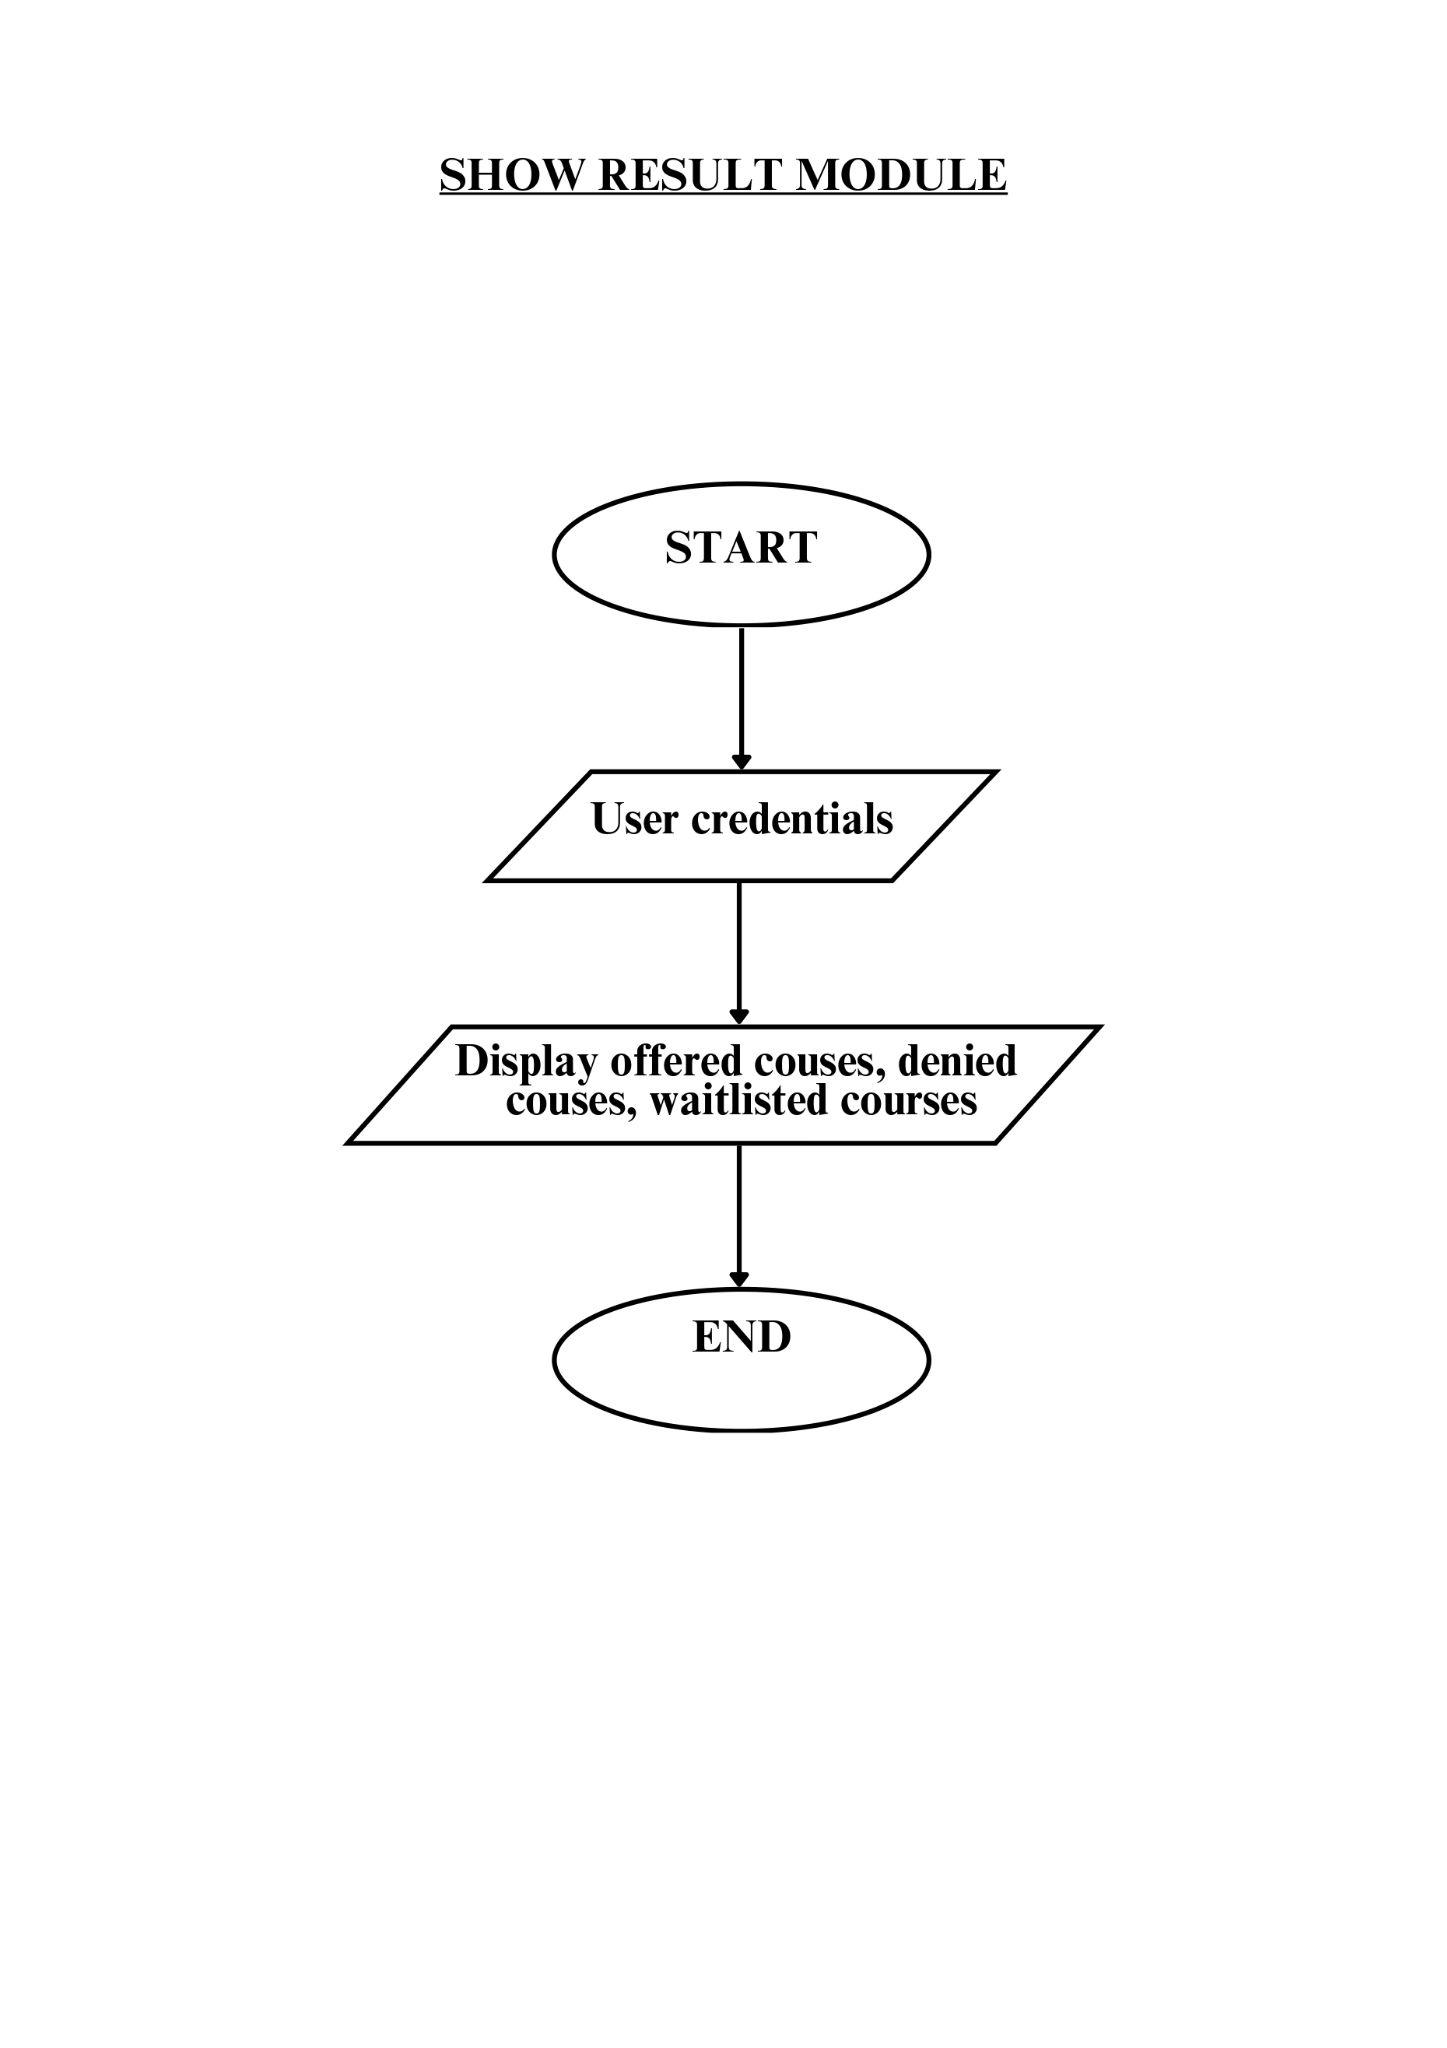 SHOW RESULT MODULE
START
User credentials
Display offered couses, denied
couses, waitlisted courses
END